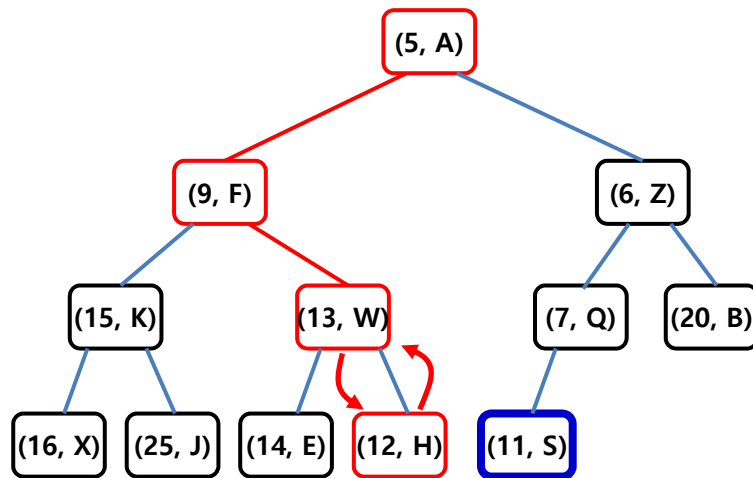 (5, A)
(9, F)
(6, Z)
(15, K)
(13, W)
(7, Q)
(20, B)
(16, X)
(25, J)
(14, E)
(12, H)
(11, S)